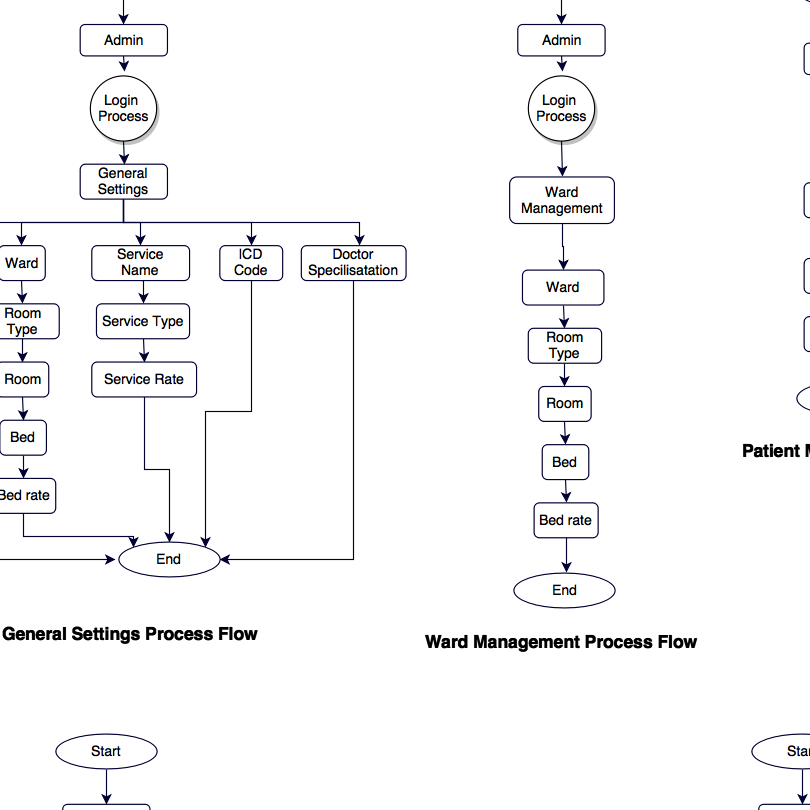 Admin
Login
Process
General
Settings
Ward
Service
Name
ICD
Code
Doctor
Specilisatation
Room
Type
Service Type
Room
Service Rate
Bed
Bed rate
End
General Settings Process Flow
Admin
Login
Process
Ward
Management
Ward
Room
Type
Room
Bed
Bed rate
End
Ward Management Process Flow
Patient
Start